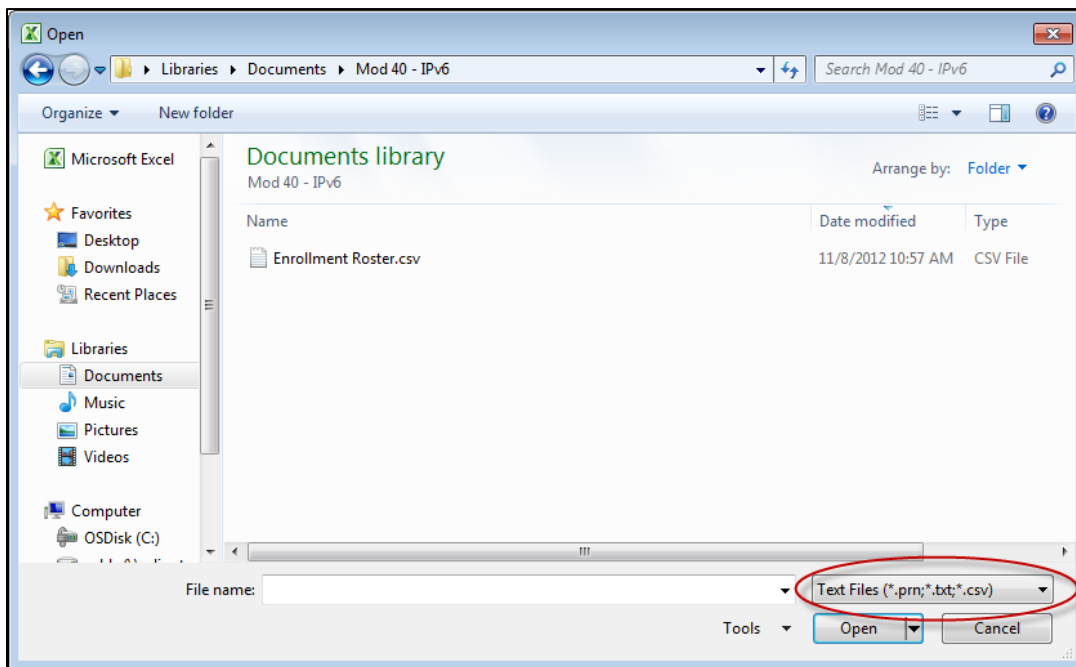 Open
Libraries Documents Mod 40 - IPv6 Search Mod 40 - IPv6
Organize New folder
Microsoft Excel
Favorites
Desktop
Downloads
Recent Places
Libraries
Documents
Music
Pictures
Videos
Computer
OSDisk (C:)
Documents library
Mod 40 - IPv6
Arrange by: Folder
Name Date modified Type
Enrollment Roster.csv 11/8/2012 10:57 AM CSV File
File name: Text Files (*.prn;*.txt;*.csv)
Tools Open Cancel